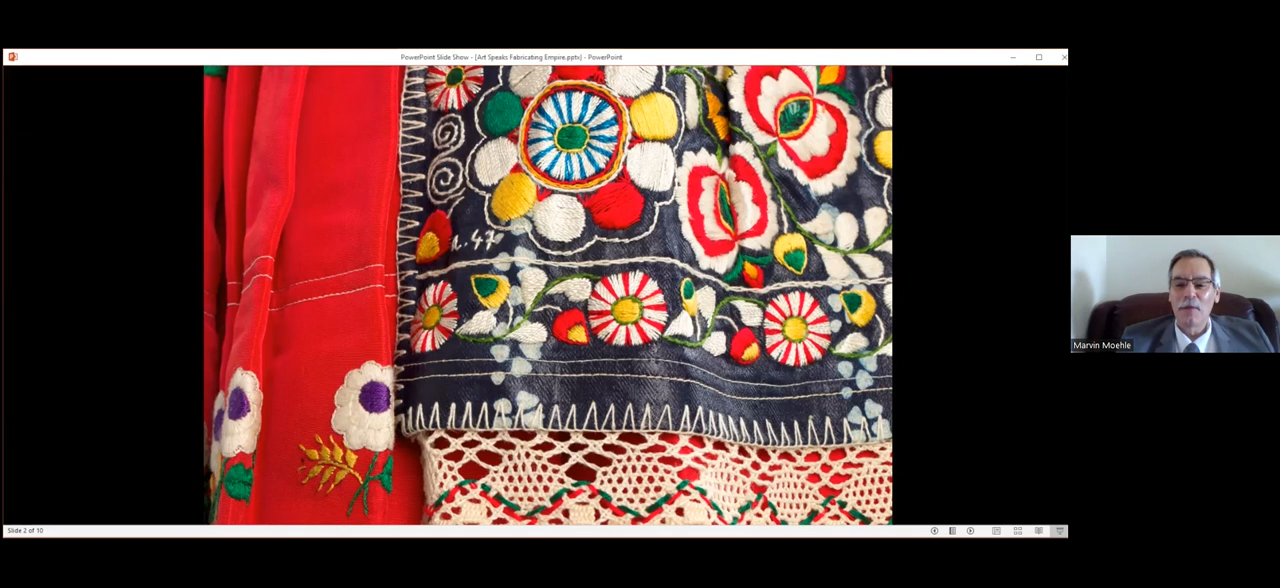 PowerPoint Slide Show - [Art Speaks Fabricating Empire.pptx] - PowerPoint
Marvin Moehle
Slide 2 of 10